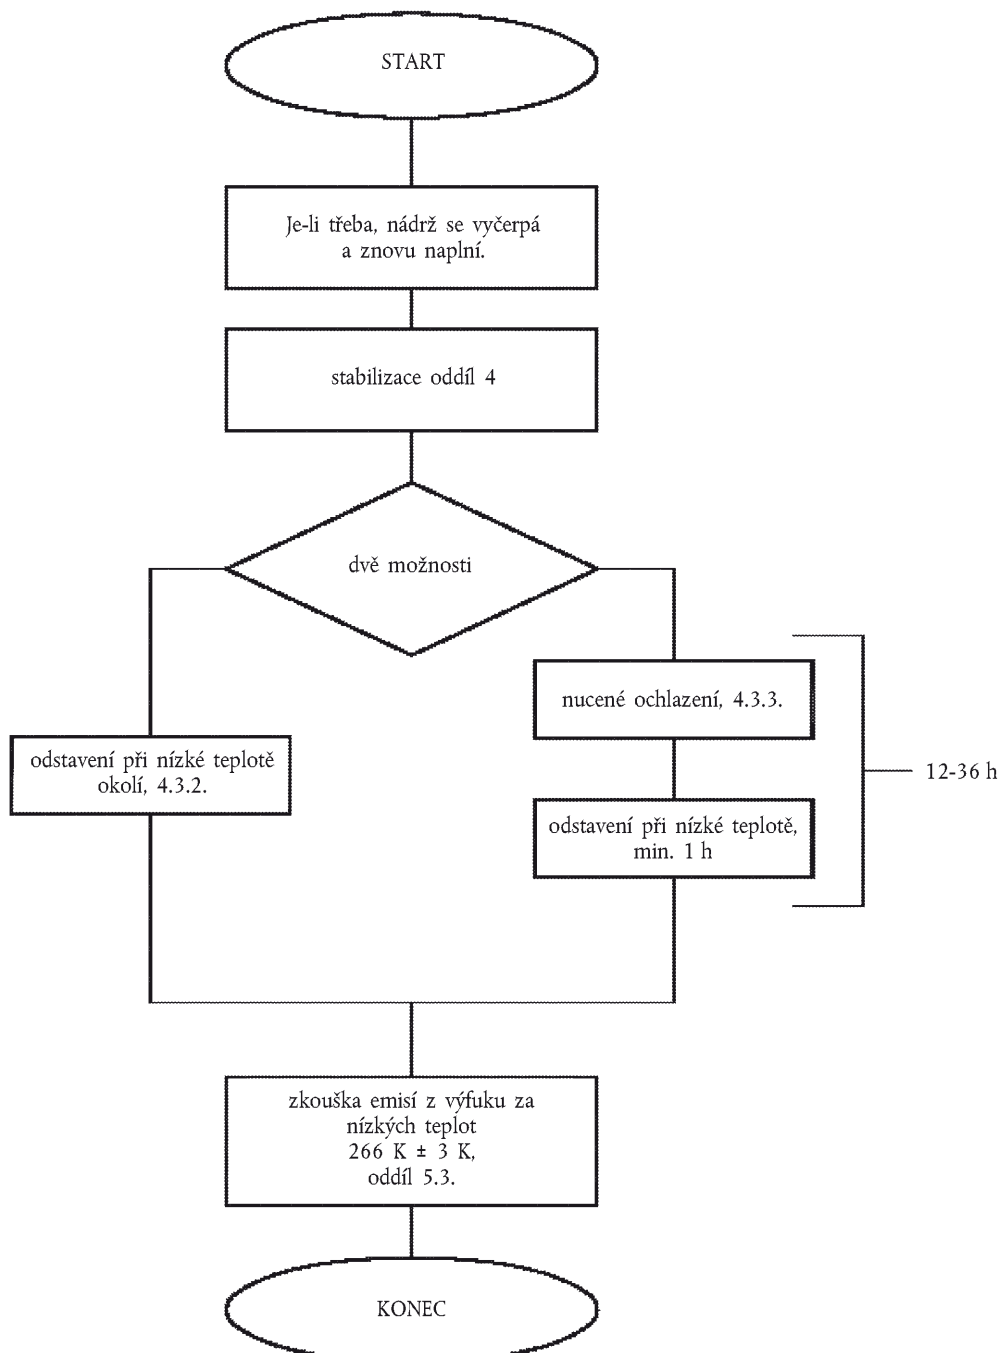 START
Je-li třeba, nádrž se vyčerpá
a znovu naplní.
stabilizace oddíl 4
dvě možnosti
nucené ochlazení, 4.3.3.
odstavení při nízké teplotě
okolí, 4.3.2.
12-36 h
odstavení při nízké teplotě,
min. 1 h
zkouška emisí z výfuku za
nízkých teplot
266 K ± 3 K,
oddíl 5.3.
KONEC